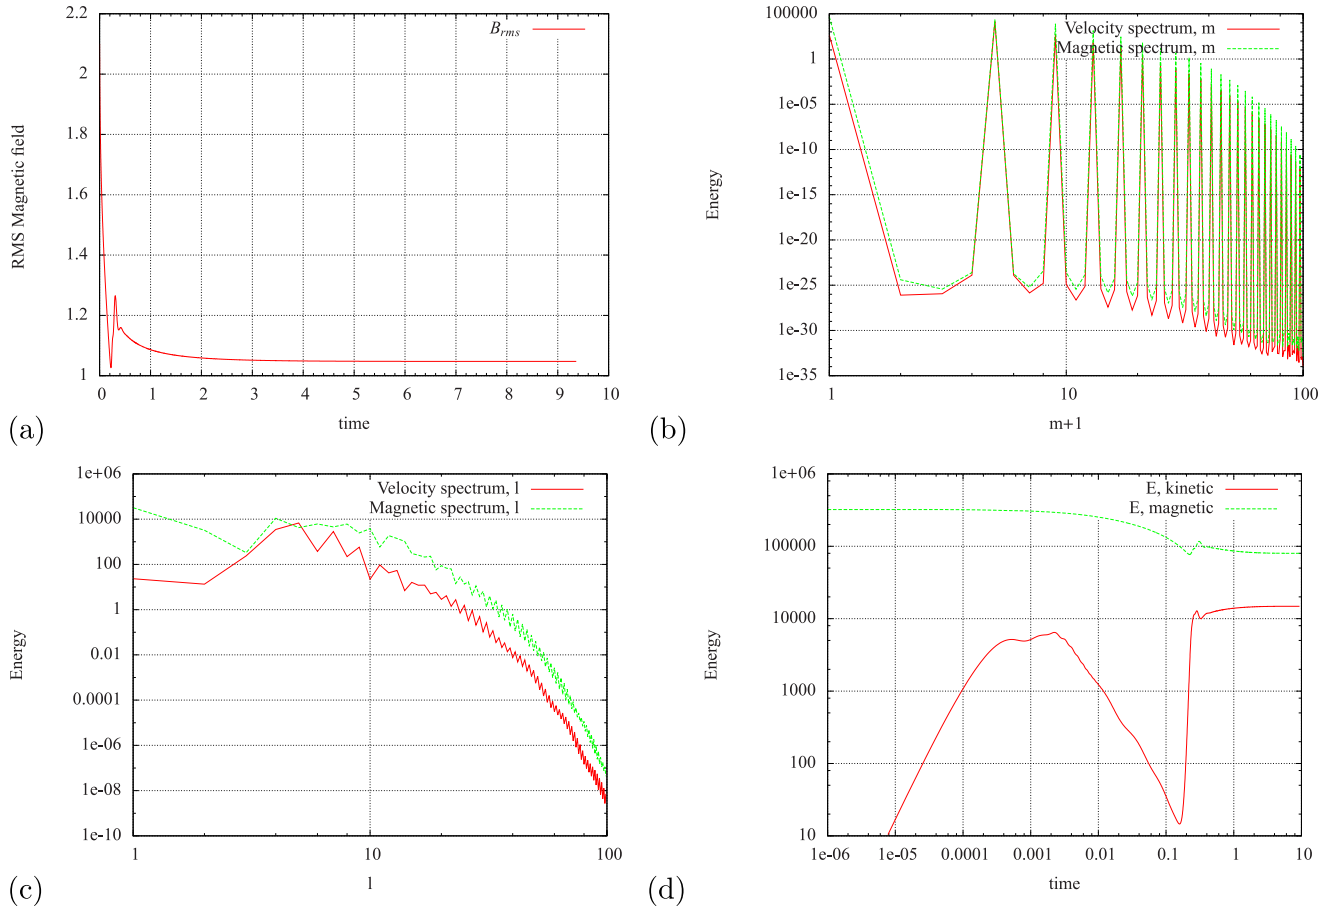 B_rms
2.2
2
1.8
1.6
1.4
1.2
1
0 1 2 3 4 5 6 7 8 9 10
RMS Magnetic field
time
(a)
Velocity spectrum, m
Magnetic spectrum, m
100000
1
1e-05
1e-10
1e-15
1e-20
1e-25
1e-30
1e-35
1 10 100
Energy
m+1
(b)
Velocity spectrum, l
Magnetic spectrum, l
1e+06
10000
100
1
0.01
0.0001
1e-06
1e-08
1e-10
1 10 100
Energy
l
(c)
E, kinetic
E, magnetic
1e+06
100000
10000
1000
100
10
1e-06 1e-05 0.0001 0.001 0.01 0.1 1 10
Energy
time
(d)